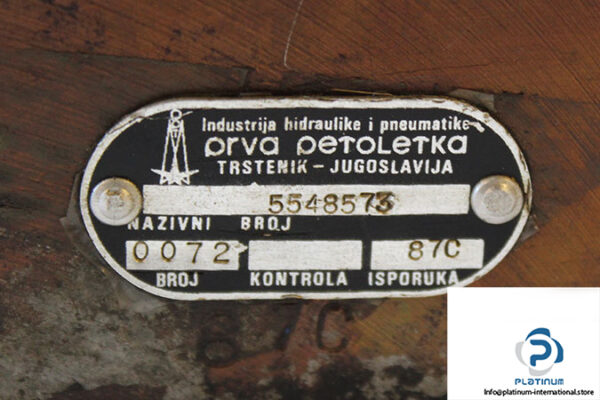 Industrija hidraulike i pneumatike
prva petoletka
TRSTENIK - JUGOSLAVIJA
5548573
NAZIVNI BROJ
0072 87C
BROJ KONTROLA ISPORUKA
87C
PLATINUM
Info@platinum-international.store